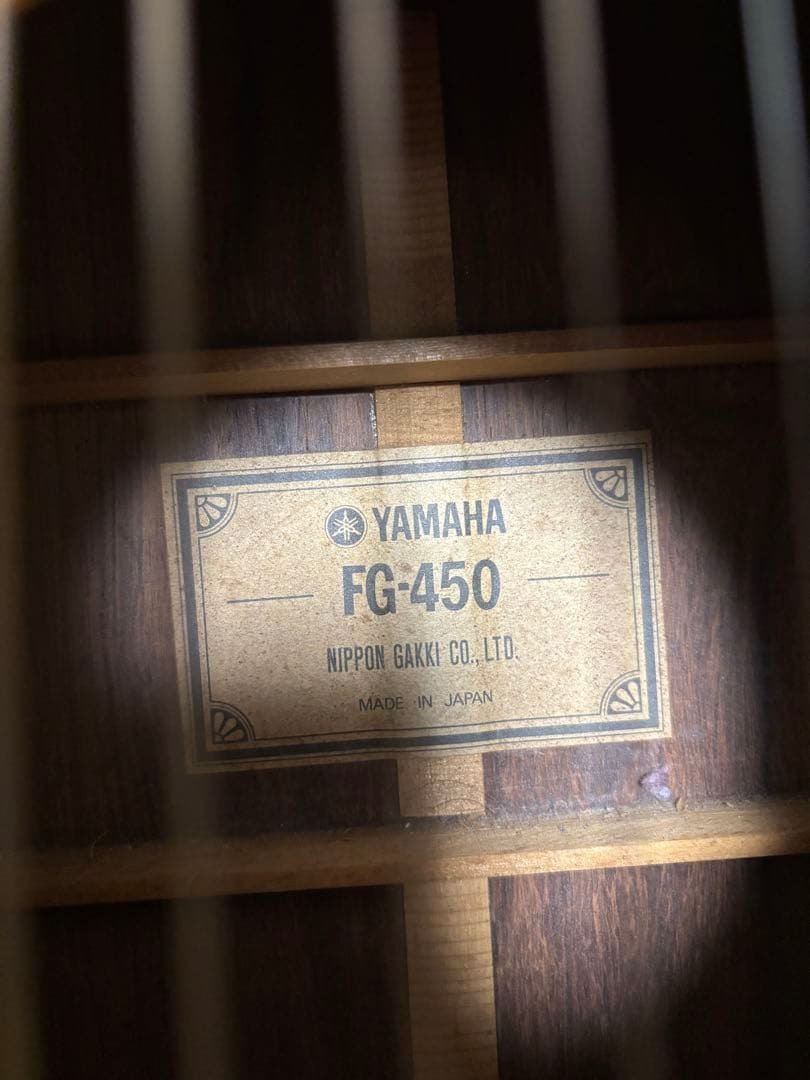 YAMAHA
FG-450
NIPPON GAKKI CO., LTD.
MADE IN JAPAN